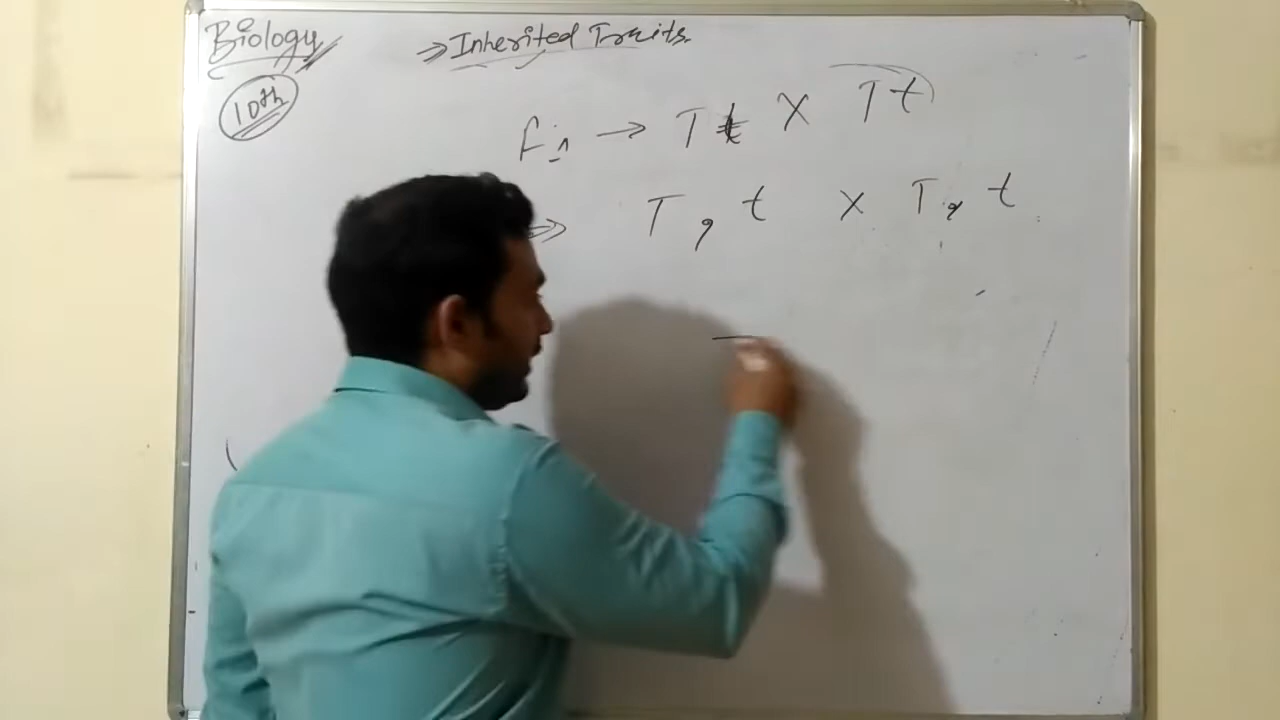 Biology
⇒ Inherited Traits.
10th
F1 → Tt X Tt
⇒ T, t X T, t